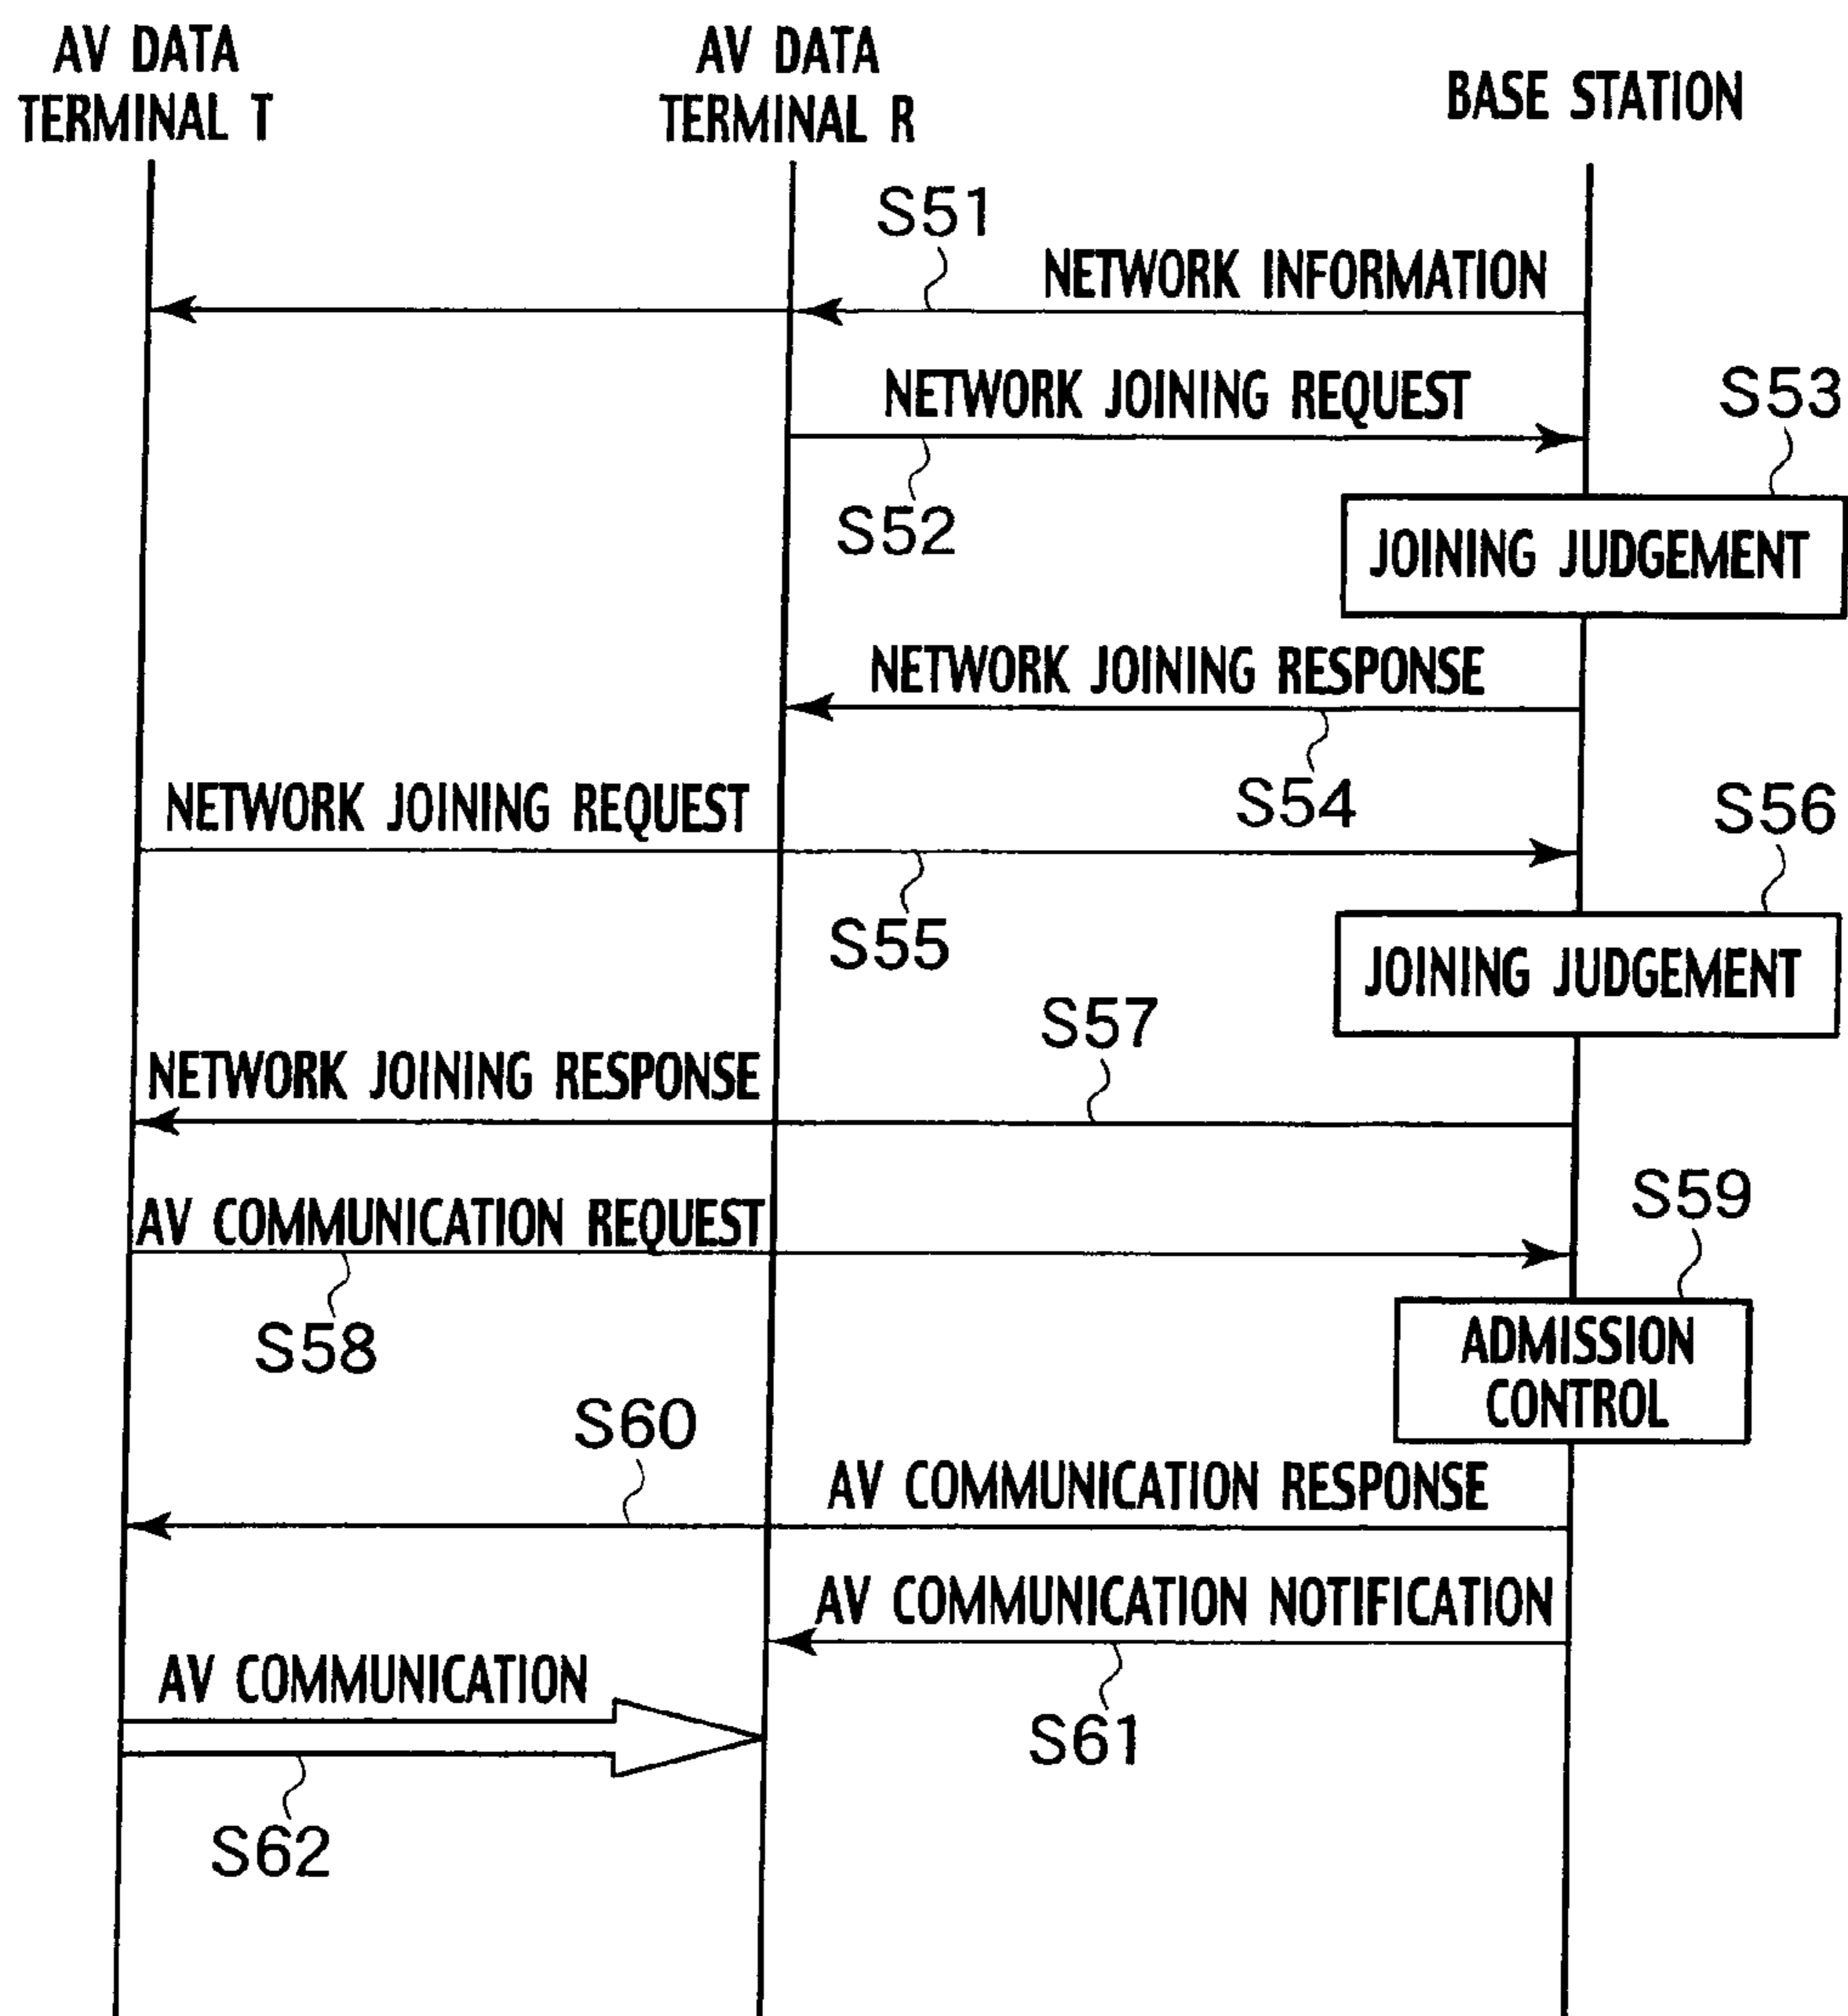 AV DATA
TERMINAL T
AV DATA
TERMINAL R
BASE STATION
S51
NETWORK INFORMATION
NETWORK JOINING REQUEST
S53
S52
JOINING JUDGEMENT
NETWORK JOINING RESPONSE
S54
NETWORK JOINING REQUEST
S56
S55
JOINING JUDGEMENT
S57
NETWORK JOINING RESPONSE
S59
AV COMMUNICATION REQUEST
S58
ADMISSION
CONTROL
S60
AV COMMUNICATION RESPONSE
AV COMMUNICATION NOTIFICATION
AV COMMUNICATION
S61
S62